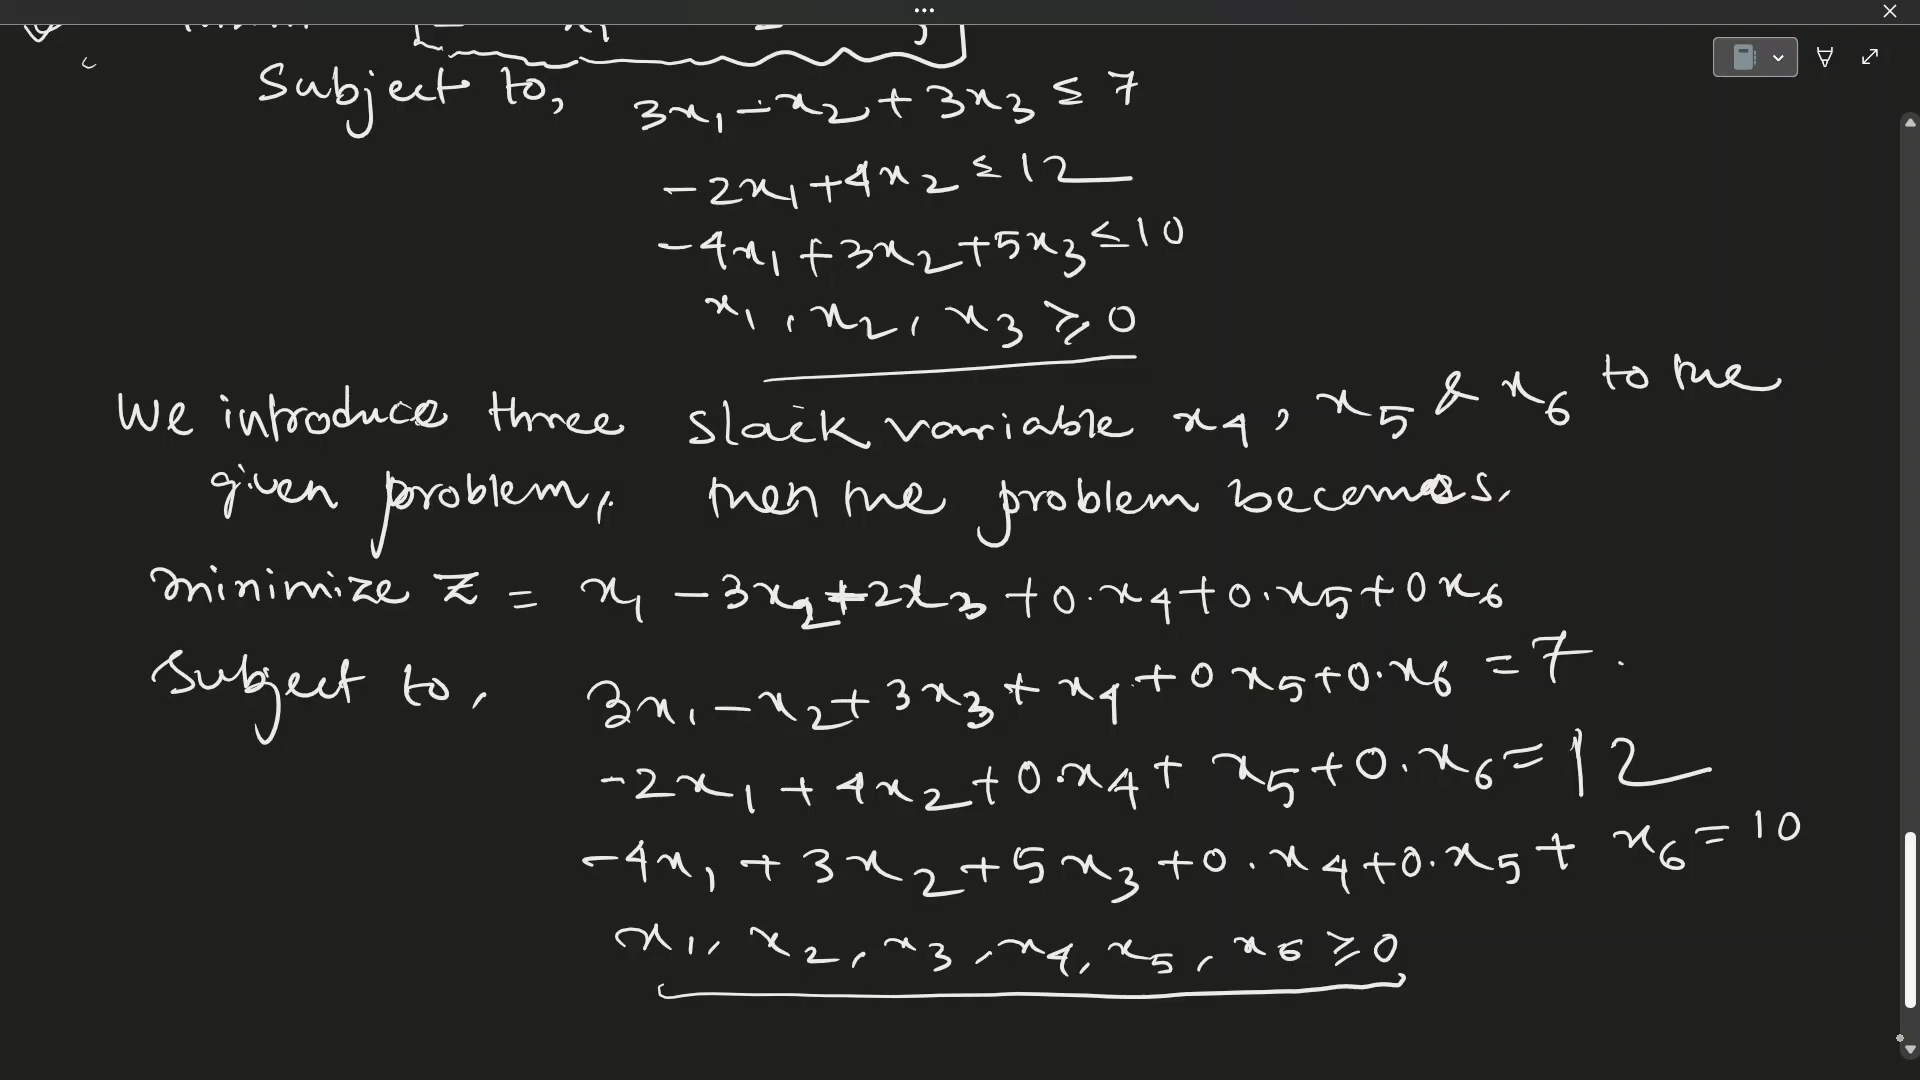 Subject to, 3x₁ - x₂ + 3x₃ ≤ 7
-2x₁ + 4x₂ ≤ 12
-4x₁ + 3x₂ + 5x₃ ≤ 10
x₁, x₂, x₃ ≥ 0
We introduce three slack variable x₄, x₅ & x₆ to the
given problem, then the problem becomes,
minimize Z = x₁ - 3x₂ + 2x₃ + 0.x₄ + 0.x₅ + 0x₆
Subject to, 3x₁ - x₂ + 3x₃ + x₄ + 0x₅ + 0.x₆ = 7.
-2x₁ + 4x₂ + 0.x₄ + x₅ + 0.x₆ = 12
-4x₁ + 3x₂ + 5x₃ + 0.x₄ + 0.x₅ + x₆ = 10
x₁, x₂, x₃, x₄, x₅, x₆ ≥ 0